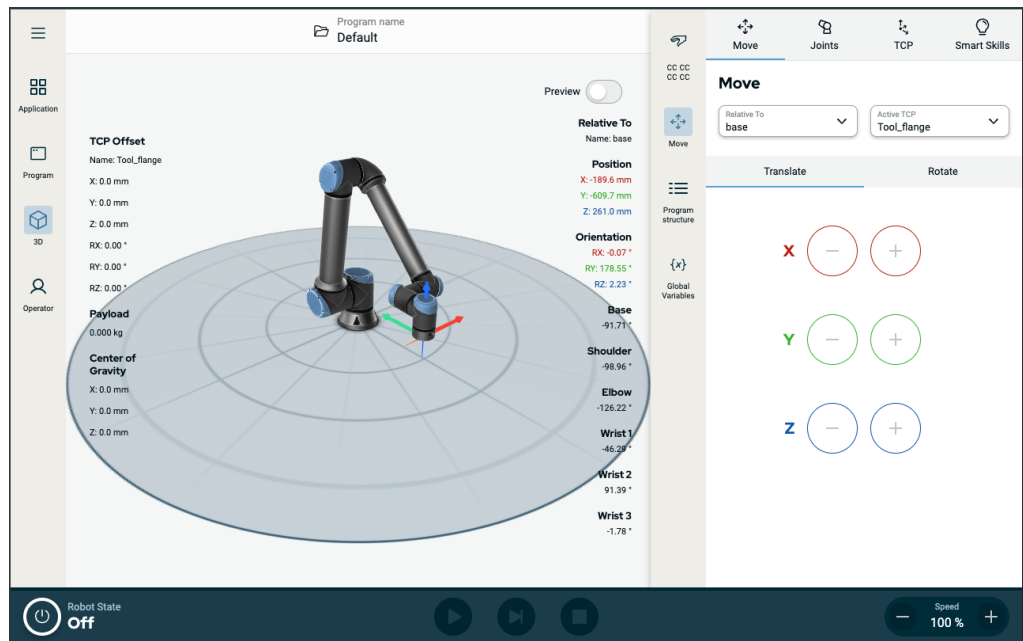 Program name
Default
Application
Program
3D
Operator
Preview
TCP Offset
Name: Tool_flange
X: 0.0 mm
Y: 0.0 mm
Z: 0.0 mm
RX: 0.00 °
RY: 0.00 °
RZ: 0.00 °
Payload
0.000 kg
Center of
Gravity
X: 0.0 mm
Y: 0.0 mm
Z: 0.0 mm
Relative To
Name: base
Position
X: -189.6 mm
Y: -609.7 mm
Z: 261.0 mm
Orientation
RX: -0.07 °
RY: 178.55 °
RZ: 2.23 °
Base
-91.71 °
Shoulder
-98.96 °
Elbow
-126.22 °
Wrist 1
-46.29 °
Wrist 2
91.39 °
Wrist 3
-1.78 °
CC CC
CC CC
Move
Program
structure
{x}
Global
Variables
Move
Joints
TCP
Smart Skills
Move
Relative To
base
Active TCP
Tool_flange
Translate
Rotate
X − +
Y − +
Z − +
Robot State
Off
Speed
− 100 % +